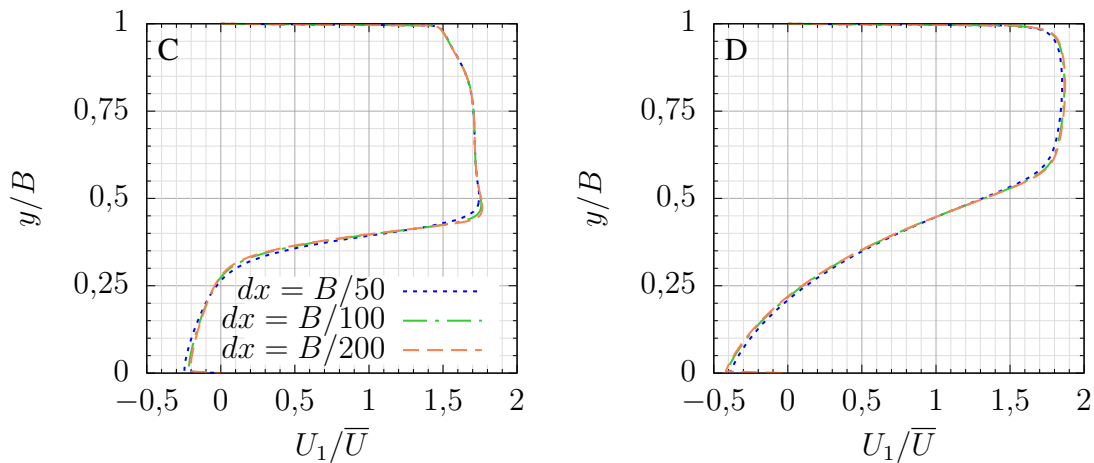 C
1
0,75
0,5
0,25
0
y/B
dx = B/50
dx = B/100
dx = B/200
−0,5 0 0,5 1 1,5 2
U₁/U̅
D
1
0,75
0,5
0,25
0
y/B
−0,5 0 0,5 1 1,5 2
U₁/U̅